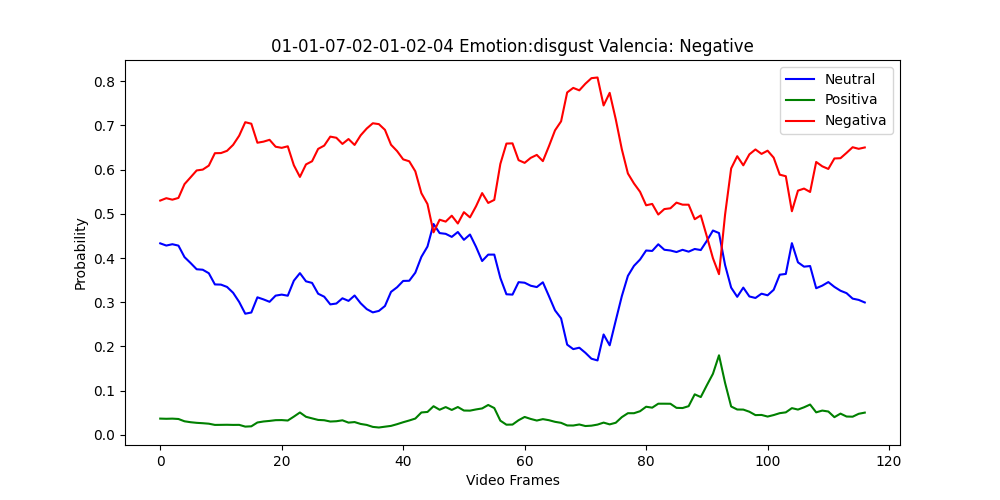 01-01-07-02-01-02-04 Emotion:disgust Valencia: Negative
Neutral
Positiva
Negativa
Probability
0.8
0.7
0.6
0.5
0.4
0.3
0.2
0.1
0.0
0 20 40 60 80 100 120
Video Frames